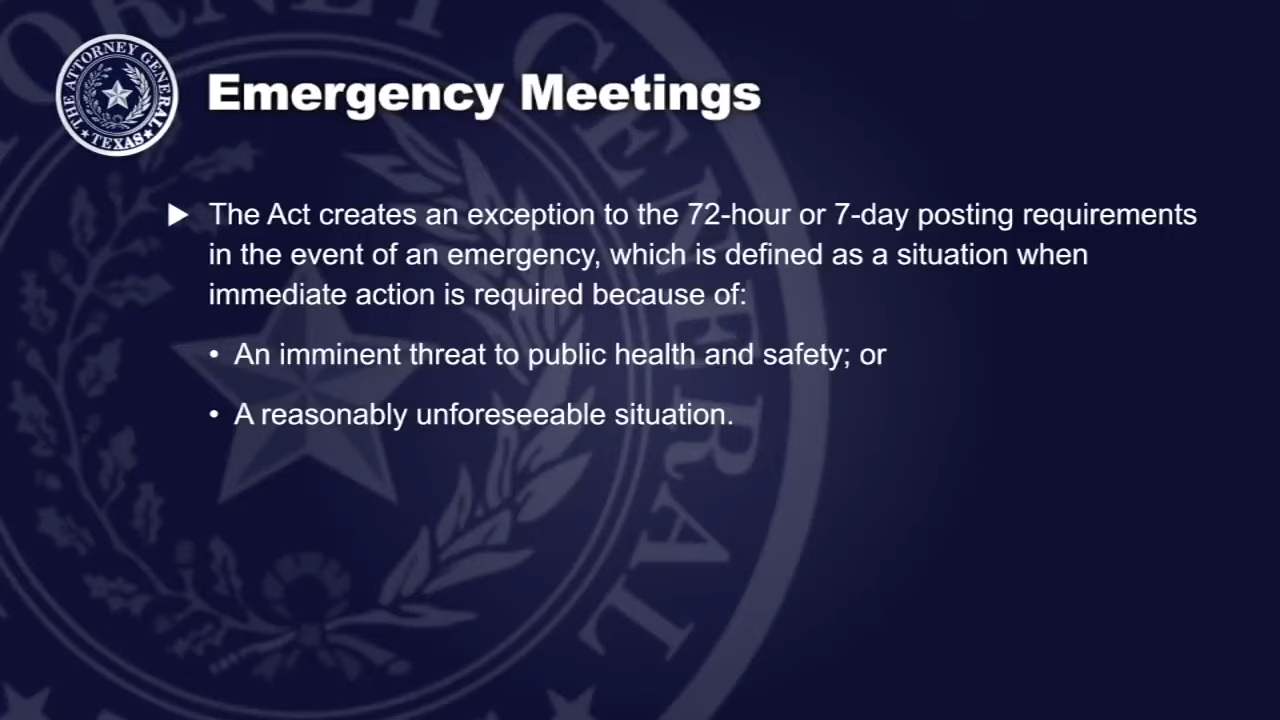 THE ATTORNEY GENERAL
★ TEXAS ★
Emergency Meetings
▶ The Act creates an exception to the 72-hour or 7-day posting requirements
in the event of an emergency, which is defined as a situation when
immediate action is required because of:
• An imminent threat to public health and safety; or
• A reasonably unforeseeable situation.